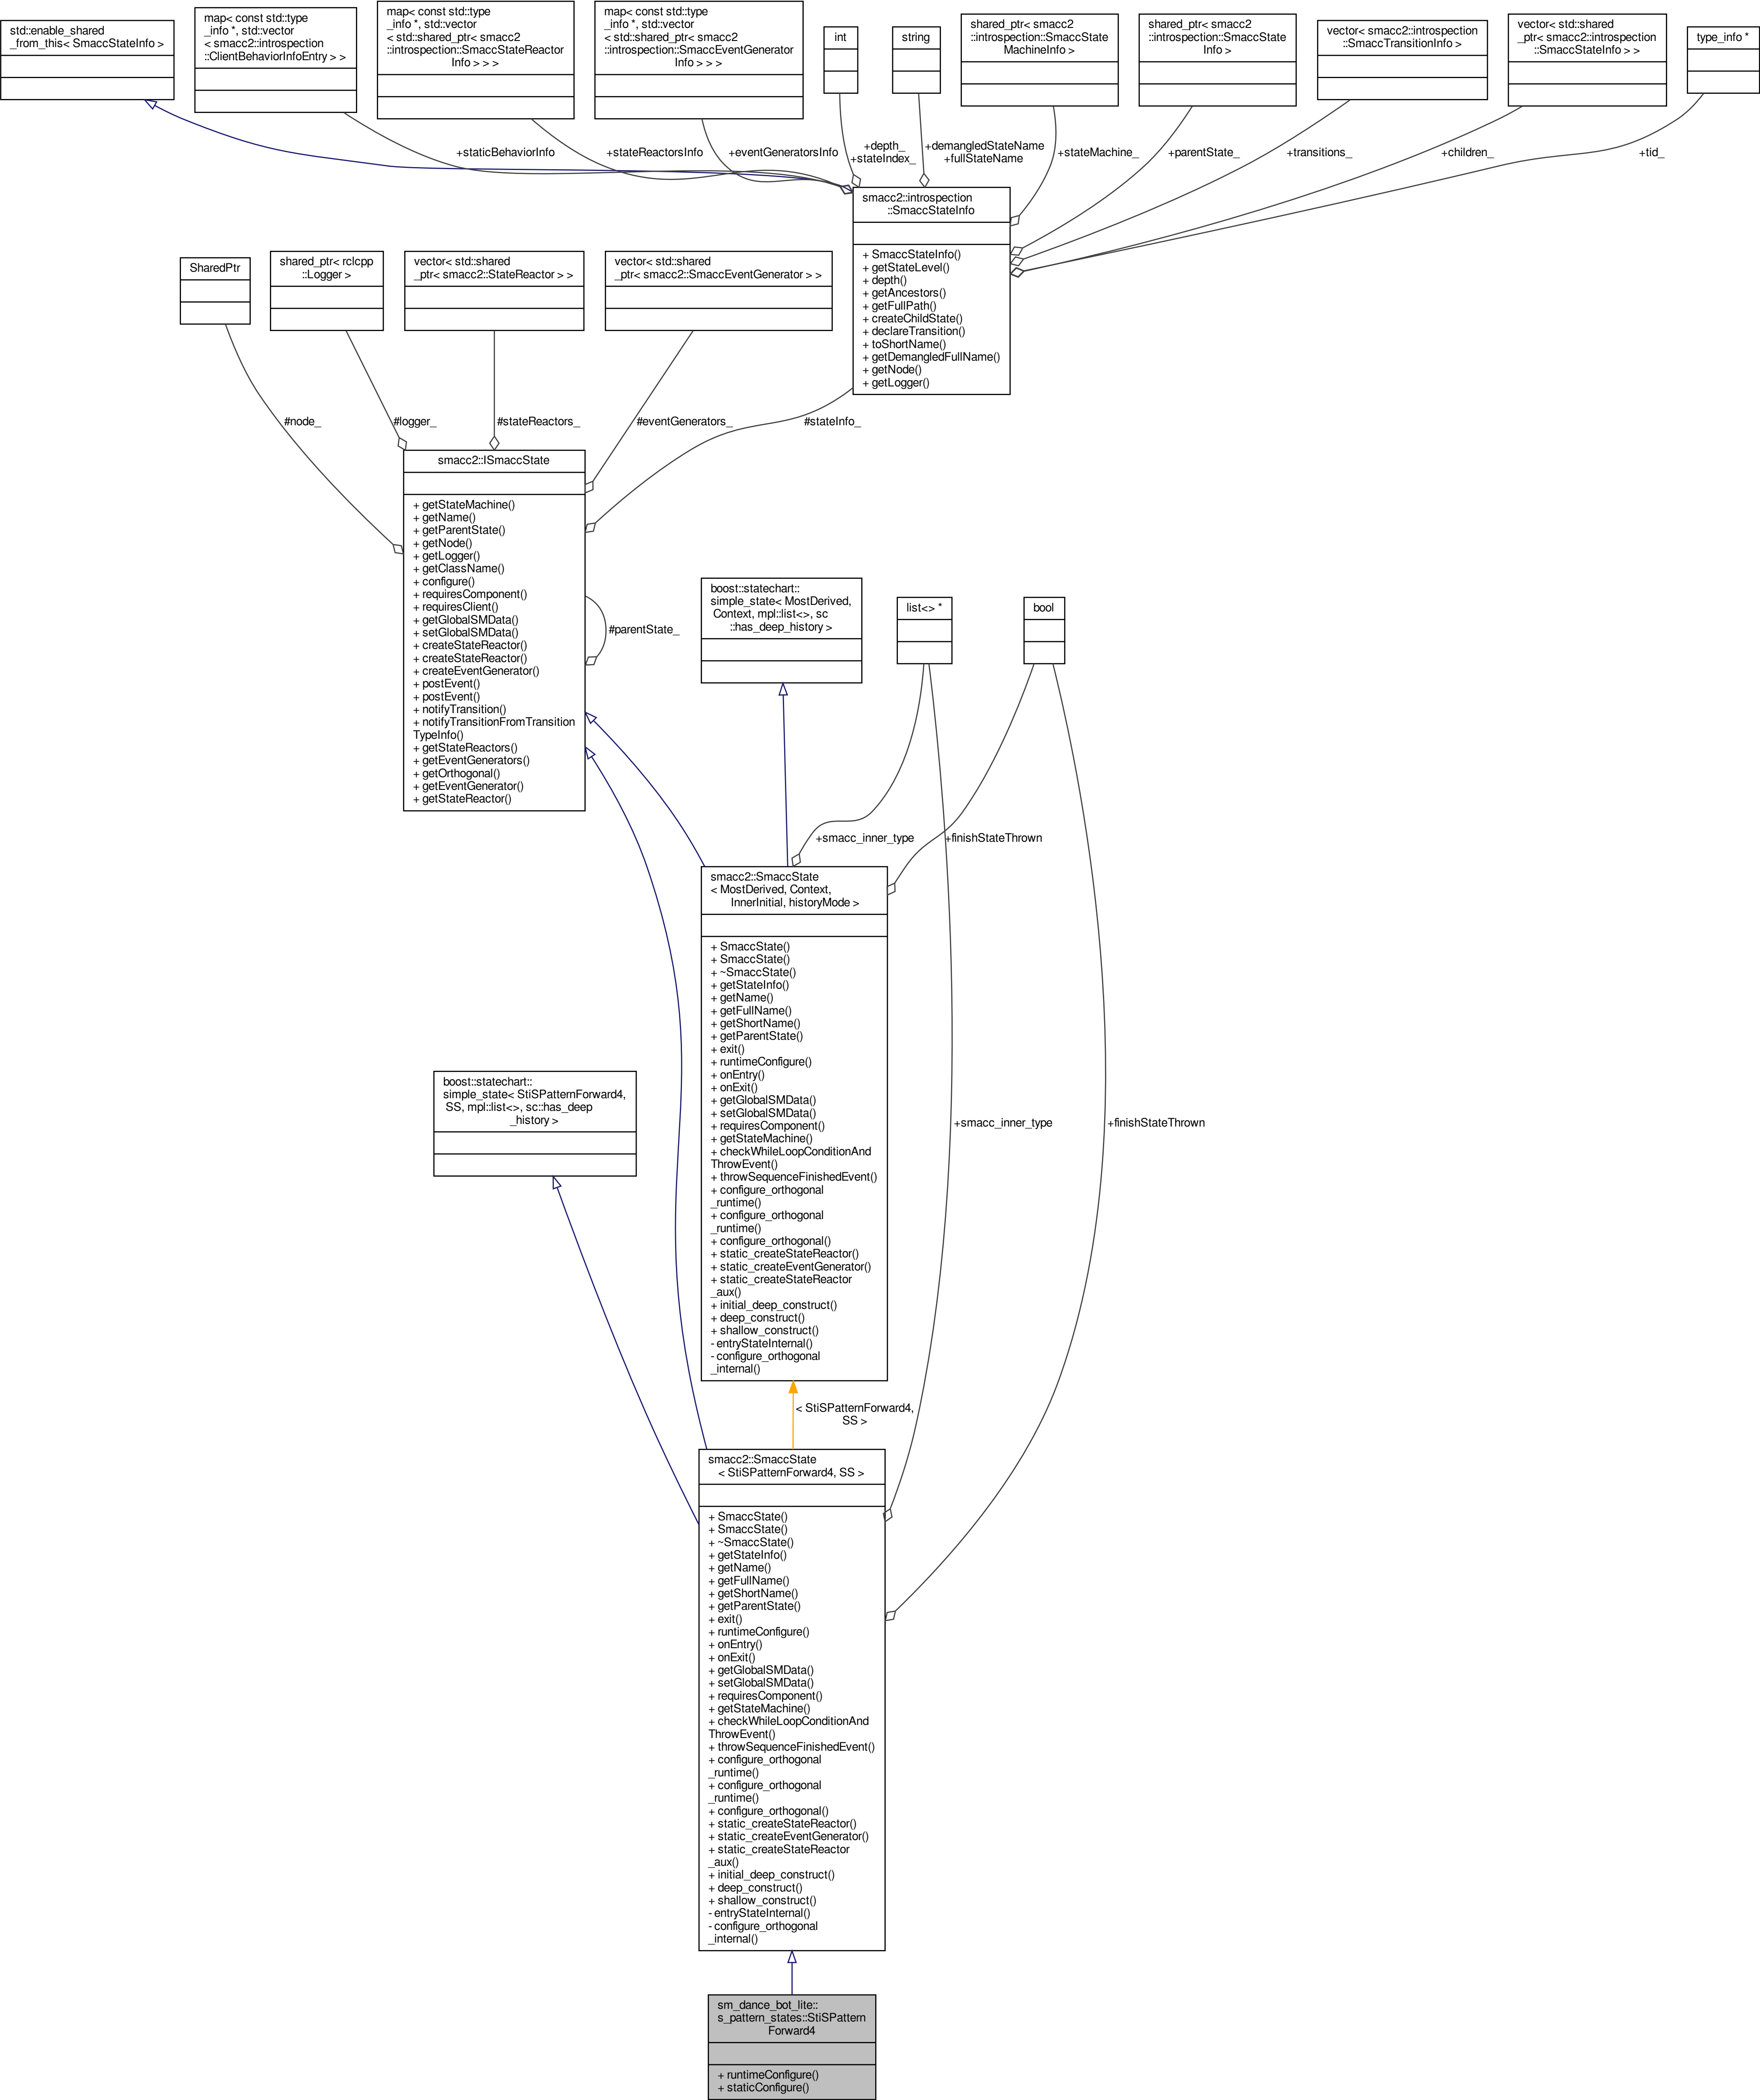 std::enable_shared
_from_this< SmaccStateInfo >
map< const std::type
_info *, std::vector
< smacc2::introspection
::ClientBehaviorInfoEntry > >
map< const std::type
_info *, std::vector
< std::shared_ptr< smacc2
::introspection::SmaccStateReactor
Info > > >
map< const std::type
_info *, std::vector
< std::shared_ptr< smacc2
::introspection::SmaccEventGenerator
Info > > >
int
string
shared_ptr< smacc2
::introspection::SmaccState
MachineInfo >
shared_ptr< smacc2
::introspection::SmaccState
Info >
vector< smacc2::introspection
::SmaccTransitionInfo >
vector< std::shared
_ptr< smacc2::introspection
::SmaccStateInfo > >
type_info *
+staticBehaviorInfo
+stateReactorsInfo
+eventGeneratorsInfo
+depth_
+stateIndex_
+demangledStateName
+fullStateName
+stateMachine_
+parentState_
+transitions_
+children_
+tid_
smacc2::introspection
::SmaccStateInfo
+ SmaccStateInfo()
+ getStateLevel()
+ depth()
+ getAncestors()
+ getFullPath()
+ createChildState()
+ declareTransition()
+ toShortName()
+ getDemangledFullName()
+ getNode()
+ getLogger()
SharedPtr
shared_ptr< rclcpp
::Logger >
vector< std::shared
_ptr< smacc2::StateReactor > >
vector< std::shared
_ptr< smacc2::SmaccEventGenerator > >
#node_
#logger_
#stateReactors_
#eventGenerators_
#stateInfo_
smacc2::ISmaccState
+ getStateMachine()
+ getName()
+ getParentState()
+ getNode()
+ getLogger()
+ getClassName()
+ configure()
+ requiresComponent()
+ requiresClient()
+ getGlobalSMData()
+ setGlobalSMData()
+ createStateReactor()
+ createStateReactor()
+ createEventGenerator()
+ postEvent()
+ postEvent()
+ notifyTransition()
+ notifyTransitionFromTransition
TypeInfo()
+ getStateReactors()
+ getEventGenerators()
+ getOrthogonal()
+ getEventGenerator()
+ getStateReactor()
#parentState_
boost::statechart::
simple_state< MostDerived,
Context, mpl::list<>, sc
::has_deep_history >
list<> *
bool
+smacc_inner_type
+finishStateThrown
smacc2::SmaccState
< MostDerived, Context,
InnerInitial, historyMode >
+ SmaccState()
+ SmaccState()
+ ~SmaccState()
+ getStateInfo()
+ getName()
+ getFullName()
+ getShortName()
+ getParentState()
+ exit()
+ runtimeConfigure()
+ onEntry()
+ onExit()
+ getGlobalSMData()
+ setGlobalSMData()
+ requiresComponent()
+ getStateMachine()
+ checkWhileLoopConditionAnd
ThrowEvent()
+ throwSequenceFinishedEvent()
+ configure_orthogonal
_runtime()
+ configure_orthogonal
_runtime()
+ configure_orthogonal()
+ static_createStateReactor()
+ static_createEventGenerator()
+ static_createStateReactor
_aux()
+ initial_deep_construct()
+ deep_construct()
+ shallow_construct()
- entryStateInternal()
- configure_orthogonal
_internal()
boost::statechart::
simple_state< StiSPatternForward4,
SS, mpl::list<>, sc::has_deep
_history >
+smacc_inner_type
+finishStateThrown
< StiSPatternForward4,
SS >
smacc2::SmaccState
< StiSPatternForward4, SS >
+ SmaccState()
+ SmaccState()
+ ~SmaccState()
+ getStateInfo()
+ getName()
+ getFullName()
+ getShortName()
+ getParentState()
+ exit()
+ runtimeConfigure()
+ onEntry()
+ onExit()
+ getGlobalSMData()
+ setGlobalSMData()
+ requiresComponent()
+ getStateMachine()
+ checkWhileLoopConditionAnd
ThrowEvent()
+ throwSequenceFinishedEvent()
+ configure_orthogonal
_runtime()
+ configure_orthogonal
_runtime()
+ configure_orthogonal()
+ static_createStateReactor()
+ static_createEventGenerator()
+ static_createStateReactor
_aux()
+ initial_deep_construct()
+ deep_construct()
+ shallow_construct()
- entryStateInternal()
- configure_orthogonal
_internal()
sm_dance_bot_lite::
s_pattern_states::StiSPattern
Forward4
+ runtimeConfigure()
+ staticConfigure()